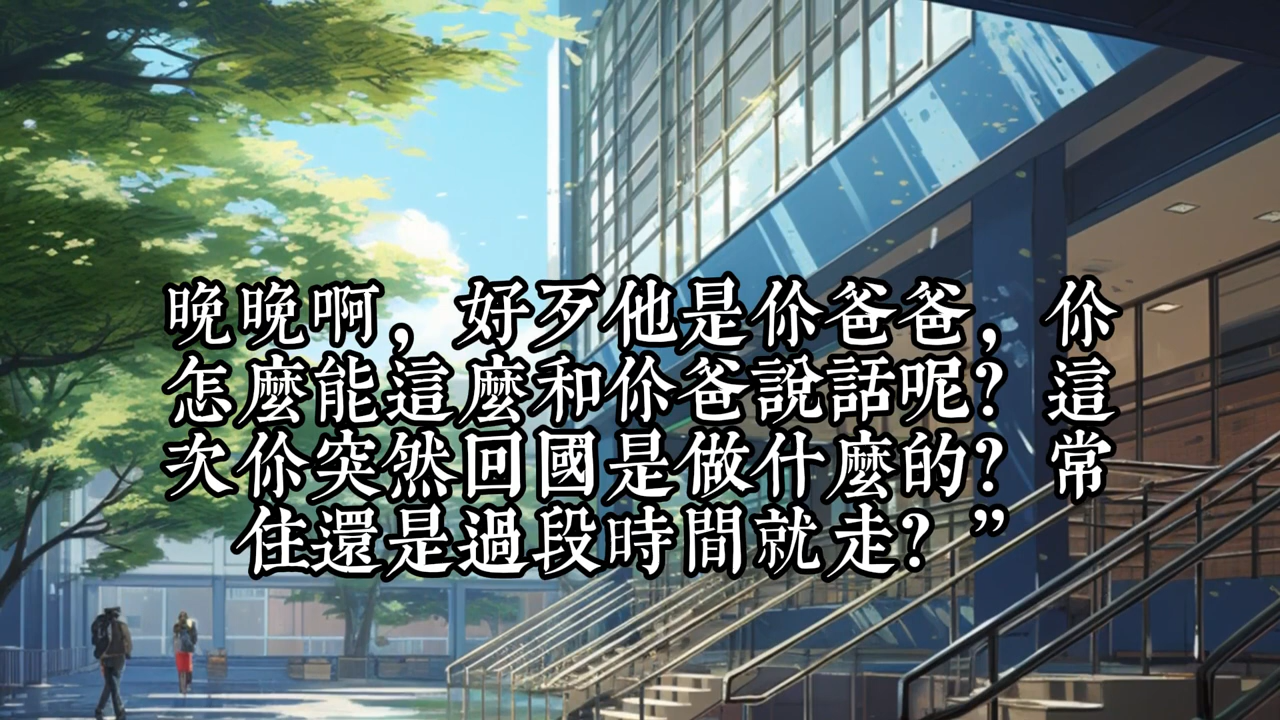 晚晚啊，好歹他是你爸爸，你
怎麼能這麼和你爸說話呢？這
次你突然回國是做什麼的？常
住還是過段時間就走？”